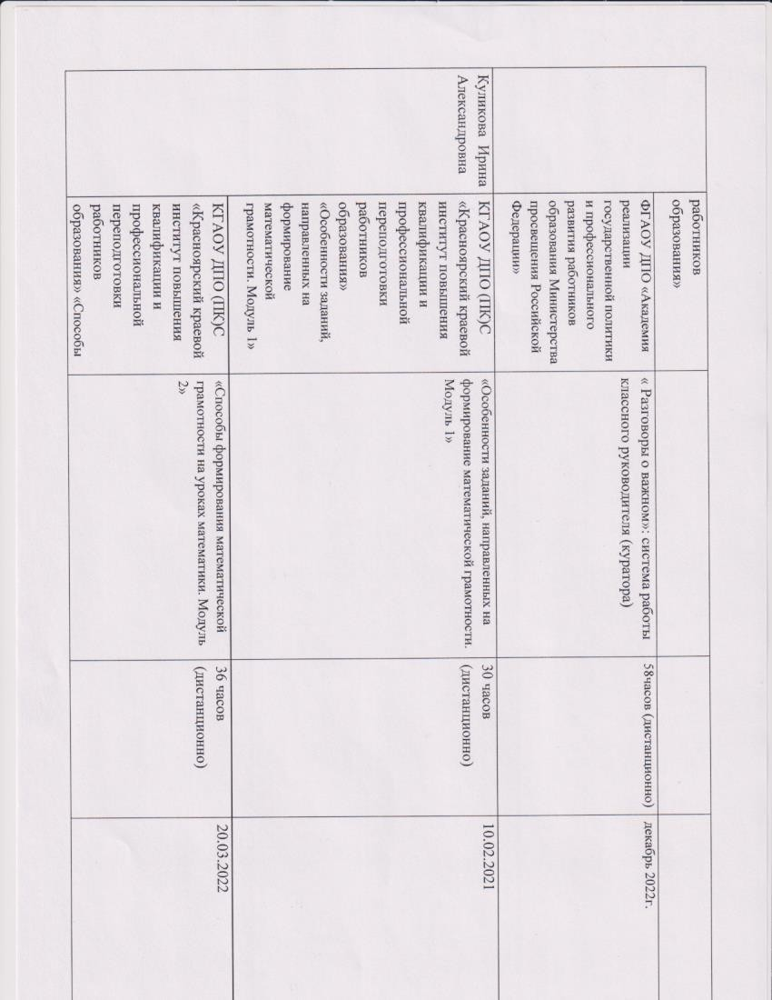 работников
образования»
ФГАОУ ДПО «Академия
реализации
государственной политики
и профессионального
развития работников
образования Министерства
просвещения Российской
Федерации»
« Разговоры о важном»: система работы
классного руководителя (куратора)
58часов (дистанционно)
декабрь 2022г.
Куликова Ирина
Александровна
КГАОУ ДПО (ПК)С
«Красноярский краевой
институт повышения
квалификации и
профессиональной
переподготовки
работников
образования»
«Особенности заданий,
направленных на
формирование
математической
грамотности. Модуль 1»
«Особенности заданий, направленных на
формирование математической грамотности.
Модуль 1»
30 часов
(дистанционно)
10.02.2021
КГАОУ ДПО (ПК)С
«Красноярский краевой
институт повышения
квалификации и
профессиональной
переподготовки
работников
образования» «Способы
«Способы формирования математической
грамотности на уроках математики. Модуль
2»
36 часов
(дистанционно)
20.03.2022